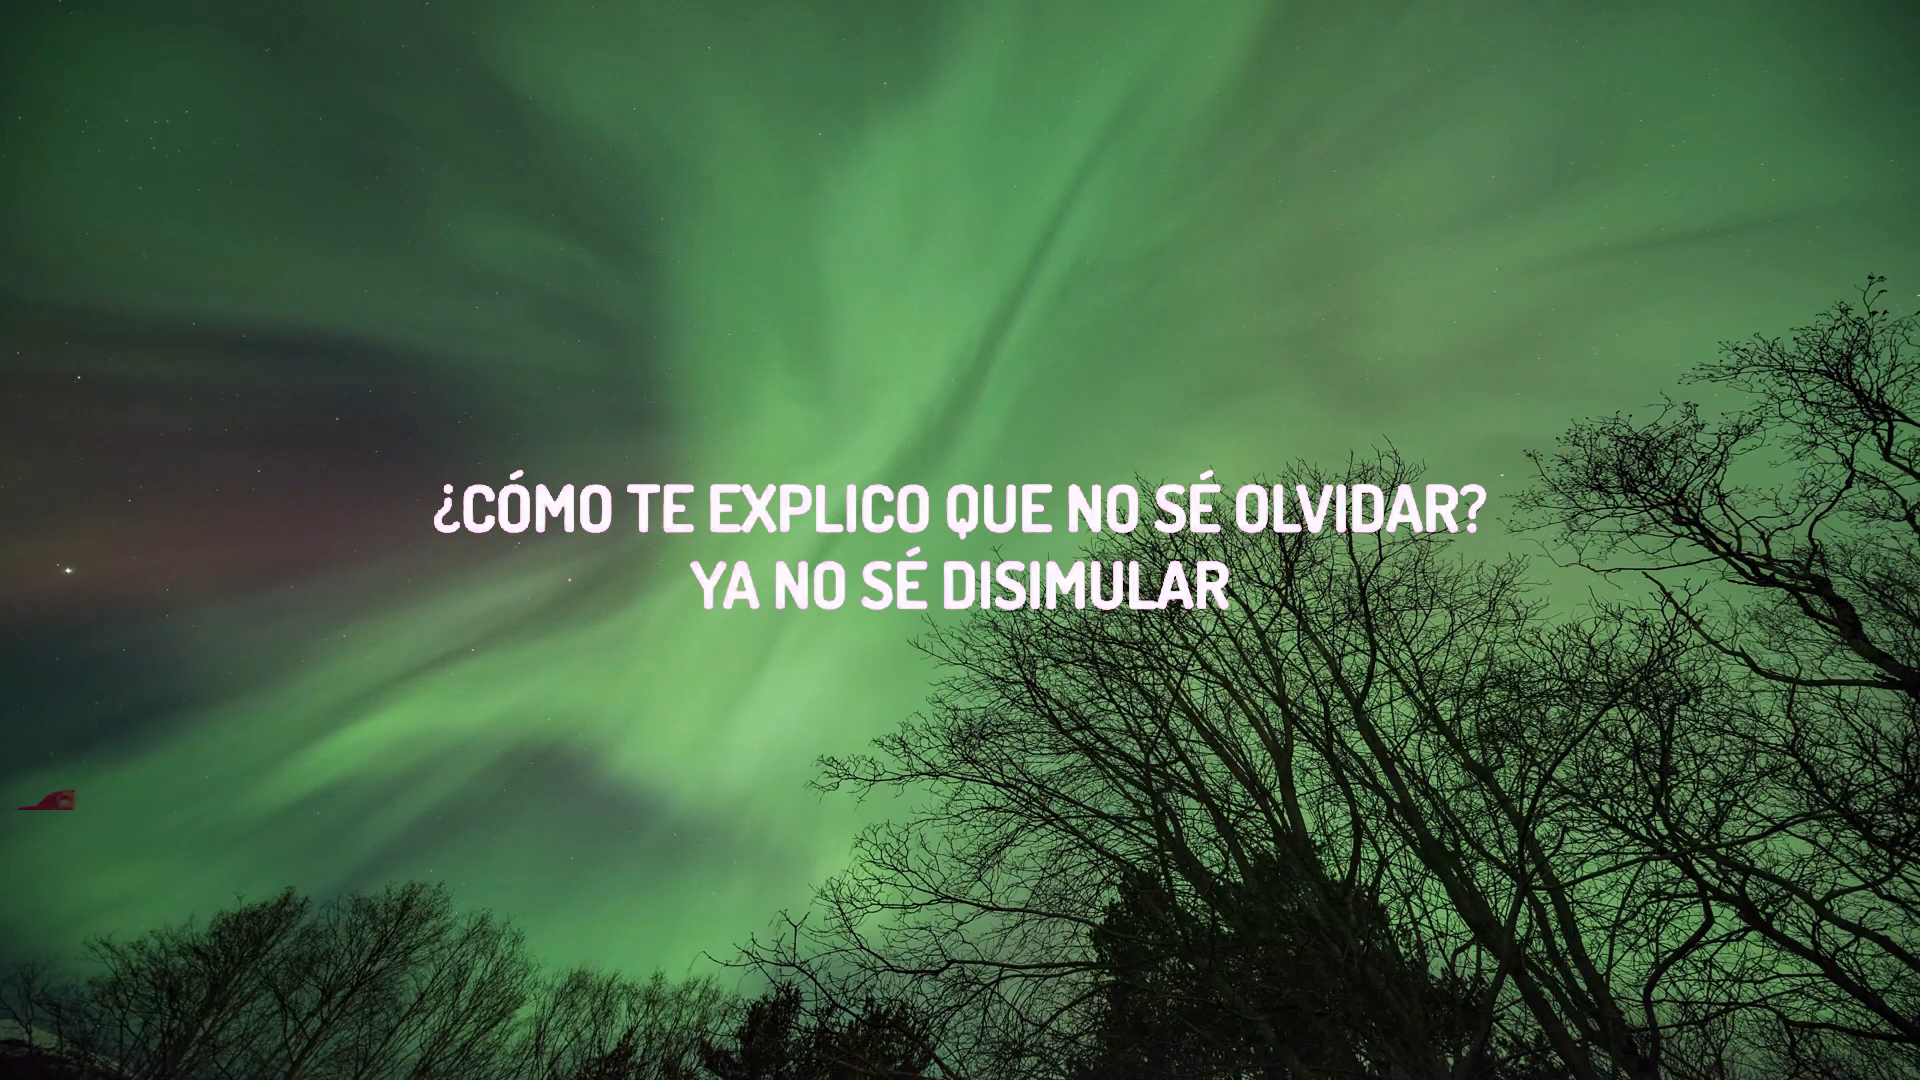 ¿CÓMO TE EXPLICO QUE NO SÉ OLVIDAR?
YA NO SÉ DISIMULAR